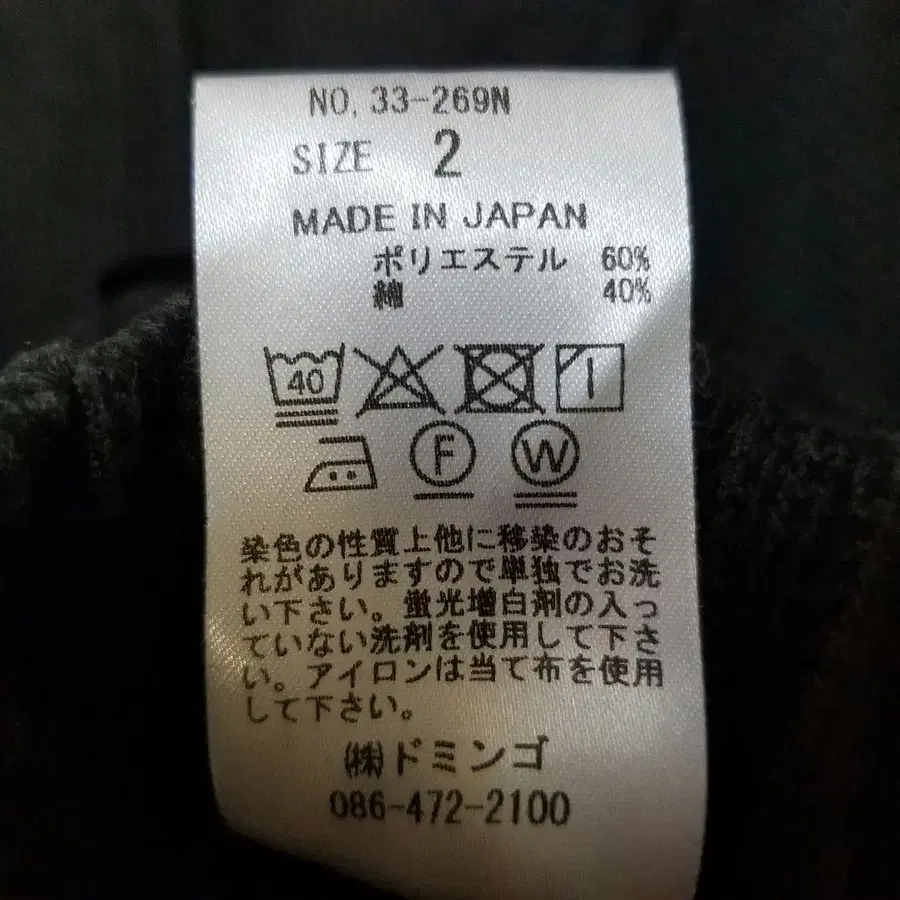 NO. 33-269N
SIZE 2
MADE IN JAPAN
ポリエステル 60%
綿 40%
40
F W
染色の性質上他に移染のおそ
れがありますので単独でお洗
い下さい。蛍光増白剤の入っ
ていない洗剤を使用して下さ
い。アイロンは当て布を使用
して下さい。
㈱ドミンゴ
086-472-2100